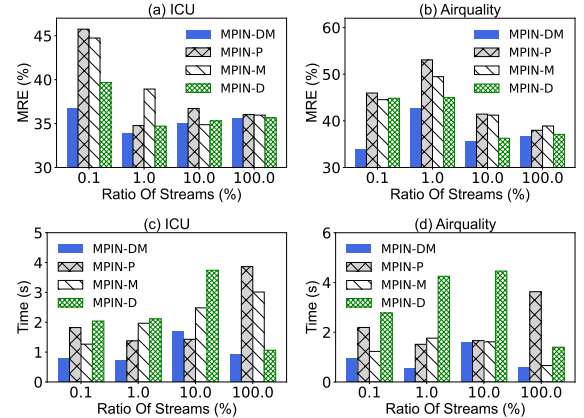 (a) ICU
MRE (%)
45
40
35
30
MPIN-DM
MPIN-P
MPIN-M
MPIN-D
0.1 1.0 10.0 100.0
Ratio Of Streams (%)
(b) Airquality
MRE (%)
60
50
40
30
MPIN-DM
MPIN-P
MPIN-M
MPIN-D
0.1 1.0 10.0 100.0
Ratio Of Streams (%)
(c) ICU
Time (s)
5
4
3
2
1
0
MPIN-DM
MPIN-P
MPIN-M
MPIN-D
0.1 1.0 10.0 100.0
Ratio Of Streams (%)
(d) Airquality
Time (s)
6
4
2
0
MPIN-DM
MPIN-P
MPIN-M
MPIN-D
0.1 1.0 10.0 100.0
Ratio Of Streams (%)